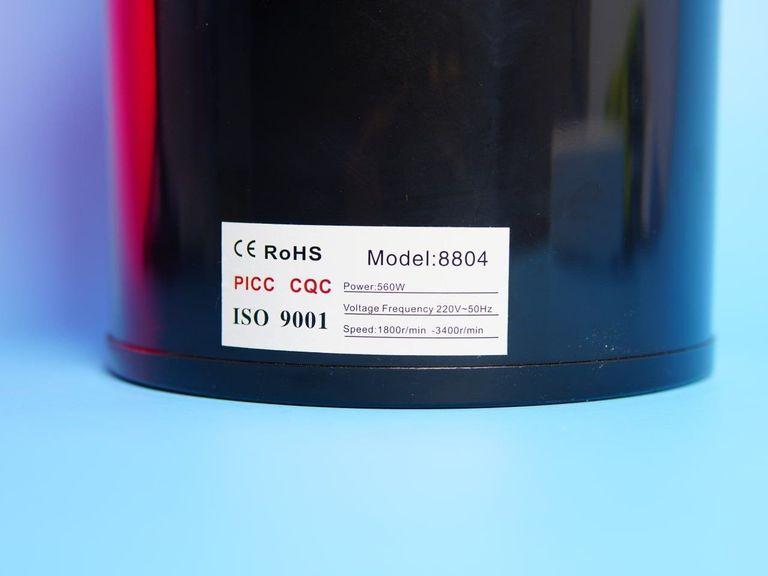 CE RoHS
PICC CQC
ISO 9001
Model:8804
Power:560W
Voltage Frequency 220V~50Hz
Speed:1800r/min -3400r/min